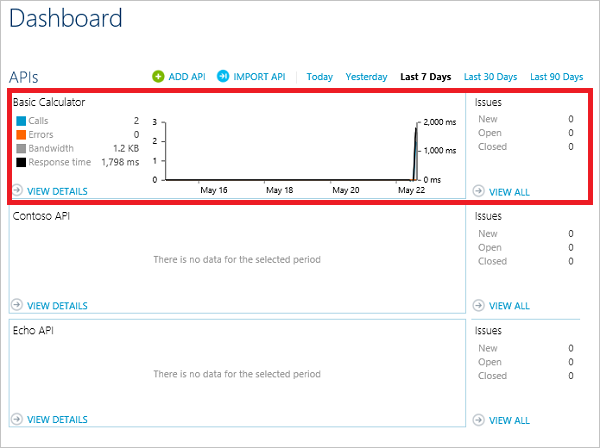 Dashboard
APIs ADD API IMPORT API Today Yesterday Last 7 Days Last 30 Days Last 90 Days
Basic Calculator
Calls 2
Errors 0
Bandwidth 1.2 KB
Response time 1,798 ms
3
2
1
0
2,000 ms
1,000 ms
0 ms
May 16 May 18 May 20 May 22
VIEW DETAILS
Issues
New 0
Open 0
Closed 0
VIEW ALL
Contoso API
There is no data for the selected period
VIEW DETAILS
Issues
New 0
Open 0
Closed 0
VIEW ALL
Echo API
There is no data for the selected period
VIEW DETAILS
Issues
New 0
Open 0
Closed 0
VIEW ALL